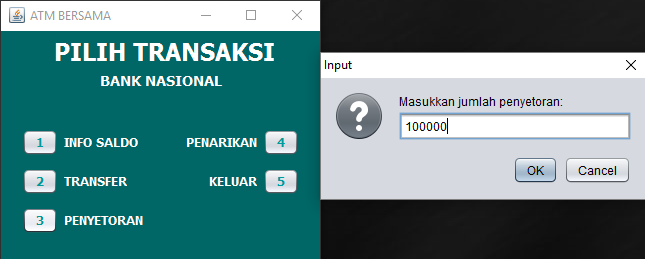 ATM BERSAMA
PILIH TRANSAKSI
BANK NASIONAL
1 INFO SALDO PENARIKAN 4
2 TRANSFER KELUAR 5
3 PENYETORAN
Input
Masukkan jumlah penyetoran:
100000
OK Cancel